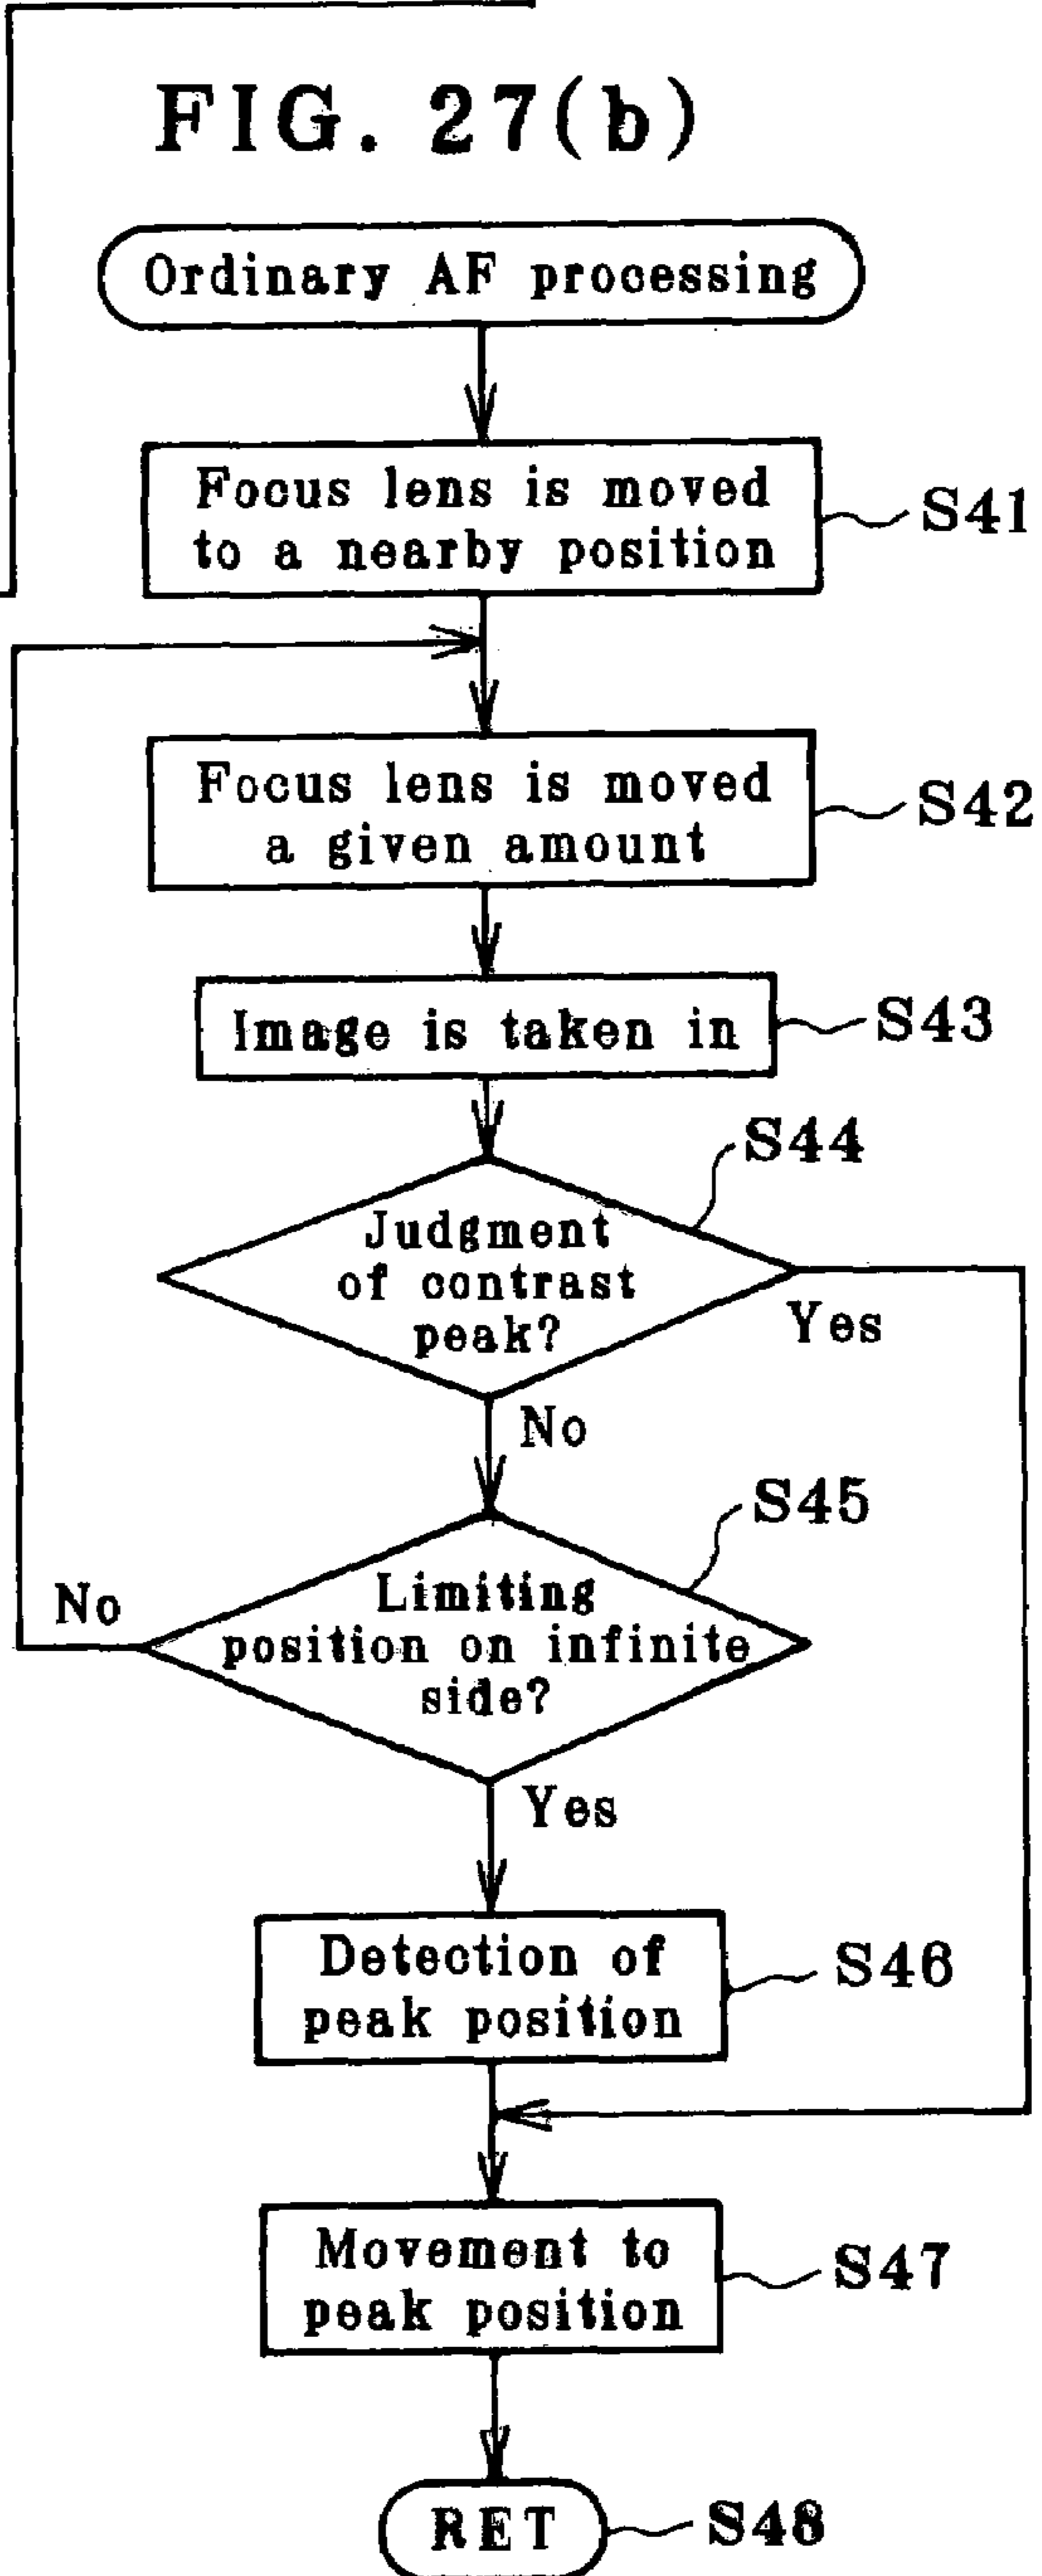 FIG. 27(b)
Ordinary AF processing
Focus lens is moved
to a nearby position
S41
Focus lens is moved
a given amount
S42
Image is taken in
S43
S44
Judgment
of contrast
peak?
Yes
No
S45
Limiting
position on infinite
side?
No
Yes
Detection of
peak position
S46
Movement to
peak position
S47
RET
S48